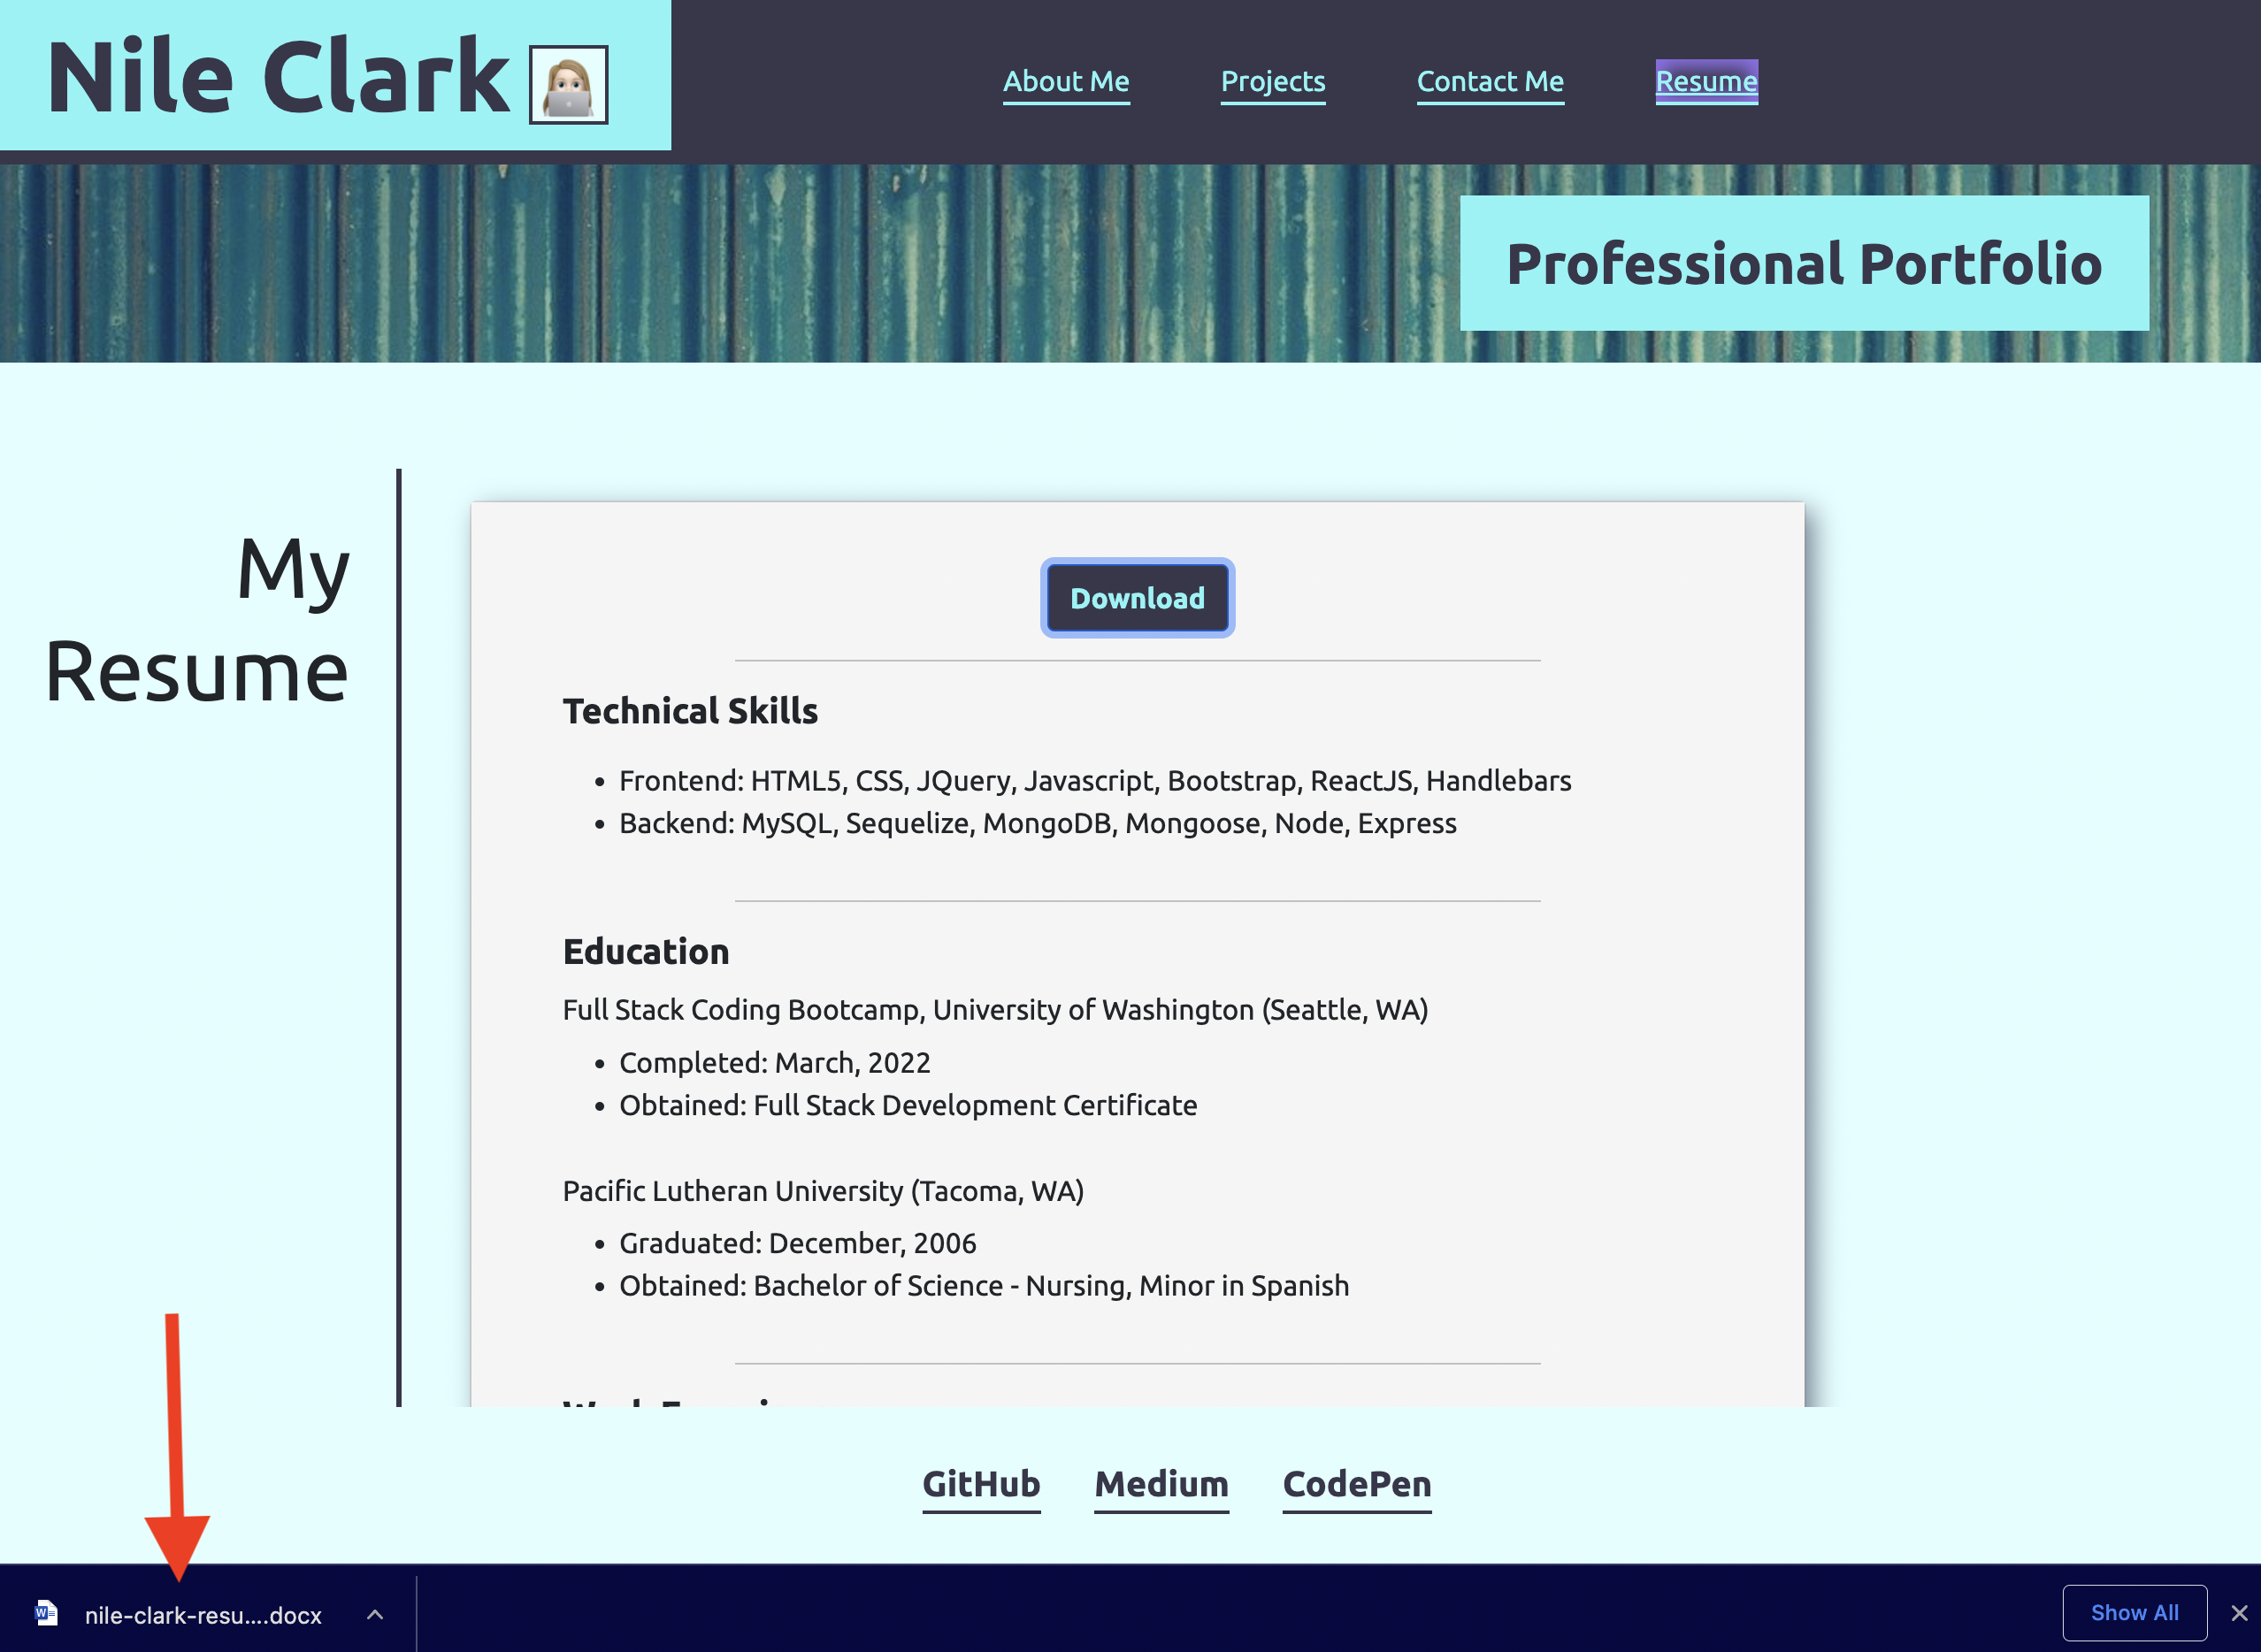 Nile Clark
About Me Projects Contact Me Resume
Professional Portfolio
My
Resume
Download
Technical Skills
• Frontend: HTML5, CSS, JQuery, Javascript, Bootstrap, ReactJS, Handlebars
• Backend: MySQL, Sequelize, MongoDB, Mongoose, Node, Express
Education
Full Stack Coding Bootcamp, University of Washington (Seattle, WA)
• Completed: March, 2022
• Obtained: Full Stack Development Certificate
Pacific Lutheran University (Tacoma, WA)
• Graduated: December, 2006
• Obtained: Bachelor of Science - Nursing, Minor in Spanish
GitHub Medium CodePen
nile-clark-resu....docx
Show All